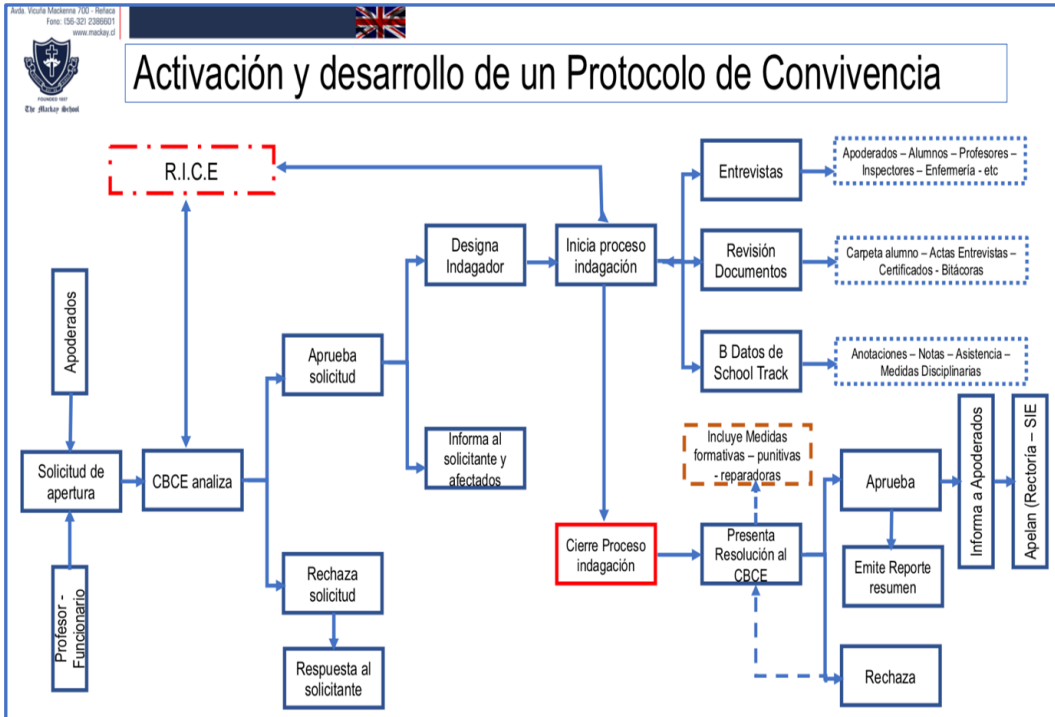 Avda. Vicuña Mackenna 700 - Reñaca
Fono: (56-32) 2386601
www.mackay.cl
FOUNDED 1857
The Mackay School
Activación y desarrollo de un Protocolo de Convivencia
R.I.C.E
Apoderados
Solicitud de
apertura
Profesor -
Funcionario
CBCE analiza
Aprueba
solicitud
Rechaza
solicitud
Respuesta al
solicitante
Designa
Indagador
Informa al
solicitante y
afectados
Inicia proceso
indagación
Entrevistas
Apoderados – Alumnos – Profesores –
Inspectores – Enfermería - etc
Revisión
Documentos
Carpeta alumno – Actas Entrevistas –
Certificados - Bitácoras
B Datos de
School Track
Anotaciones – Notas – Asistencia –
Medidas Disciplinarias
Cierre Proceso
indagación
Incluye Medidas
formativas – punitivas
- reparadoras
Presenta
Resolución al
CBCE
Aprueba
Emite Reporte
resumen
Rechaza
Informa a Apoderados
Apelan (Rectoría – SIE